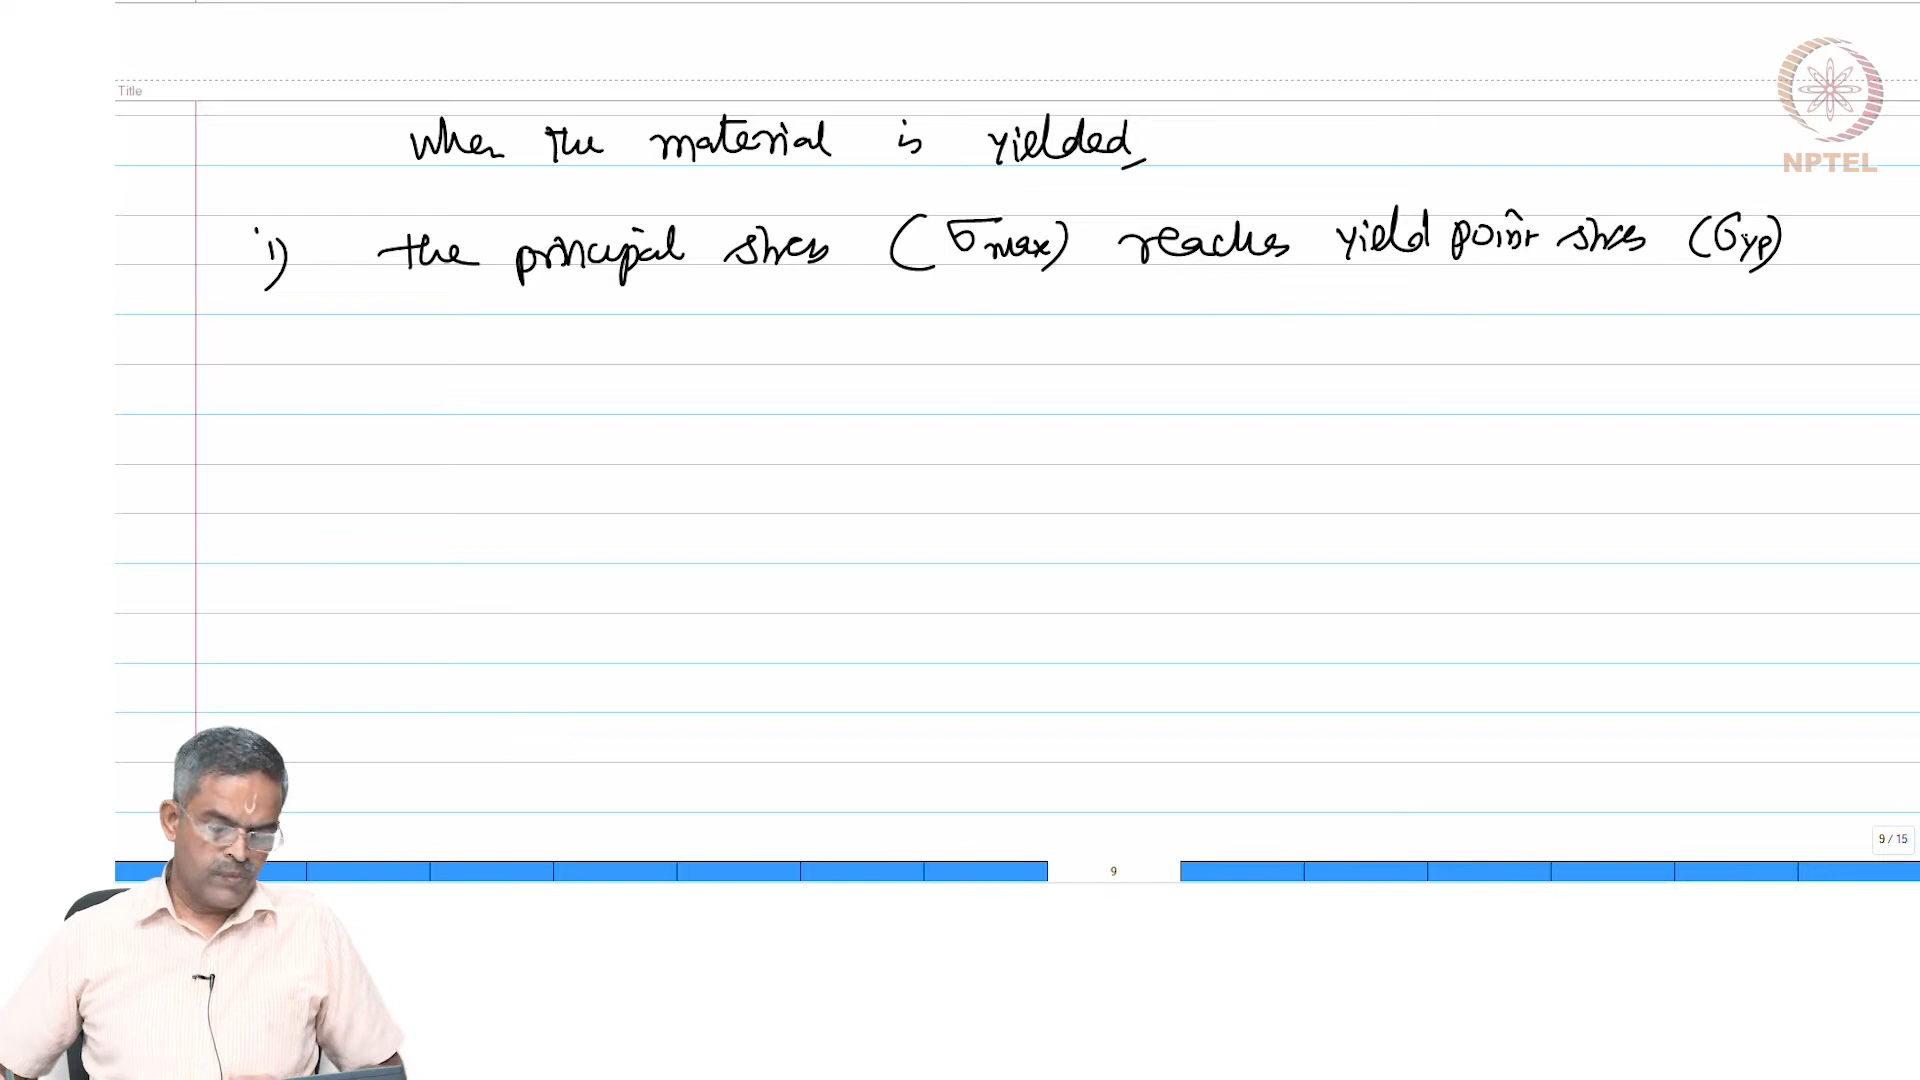 Title
NPTEL
When the material is yielded,
i) the principal stress (σmax) reaches yield point stress (σyp)
9 / 15
9